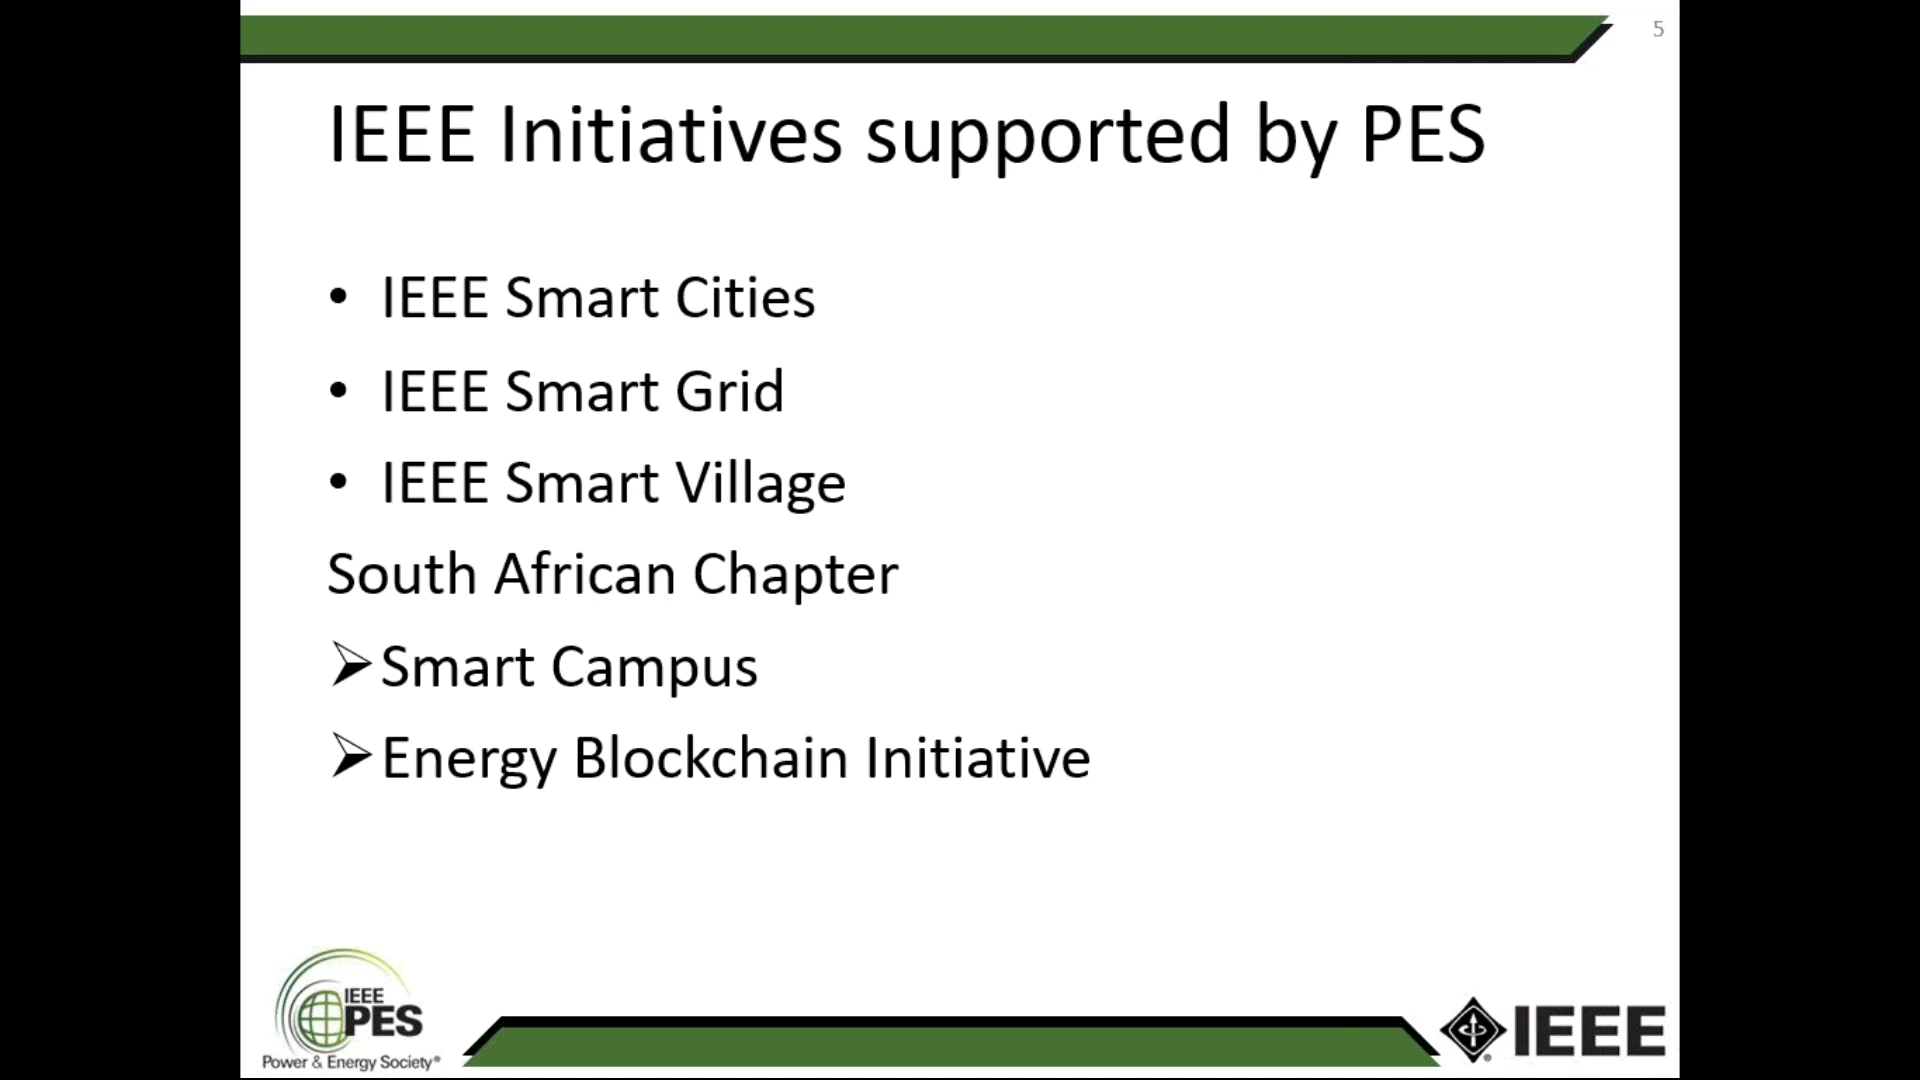 5
IEEE Initiatives supported by PES
• IEEE Smart Cities
• IEEE Smart Grid
• IEEE Smart Village
South African Chapter
➢ Smart Campus
➢ Energy Blockchain Initiative
IEEE
PES
Power & Energy Society®
IEEE